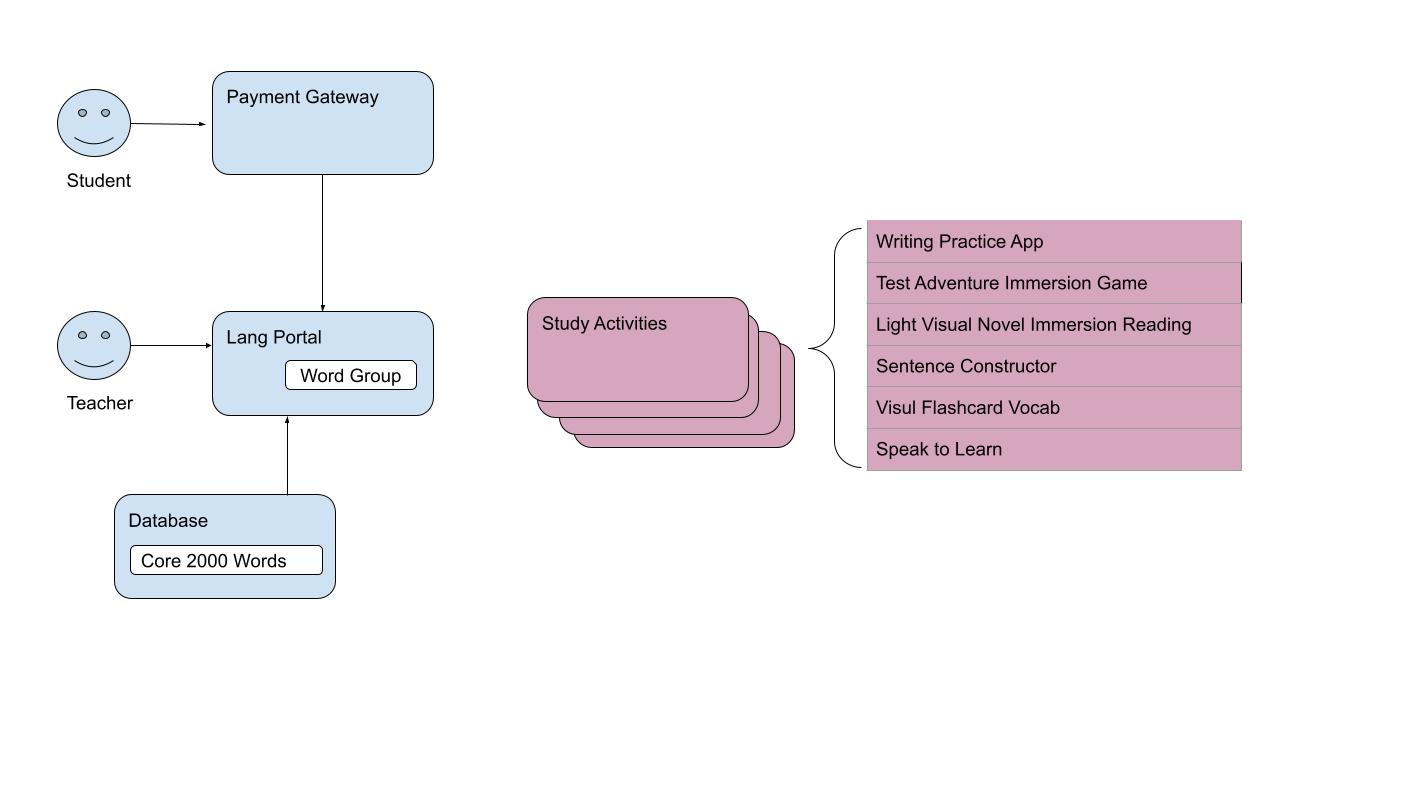 Payment Gateway
Student
Lang Portal
Word Group
Teacher
Database
Core 2000 Words
Study Activities
Writing Practice App
Test Adventure Immersion Game
Light Visual Novel Immersion Reading
Sentence Constructor
Visul Flashcard Vocab
Speak to Learn